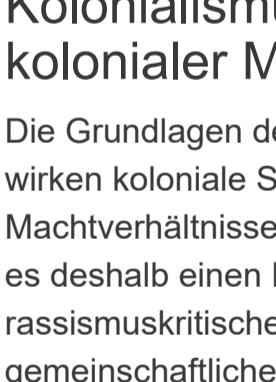 Kolonialismu
kolonialer M
Die Grundlagen de
wirken koloniale S
Machtverhältnisse
es deshalb einen
rassismuskritische
gemeinschaftliche